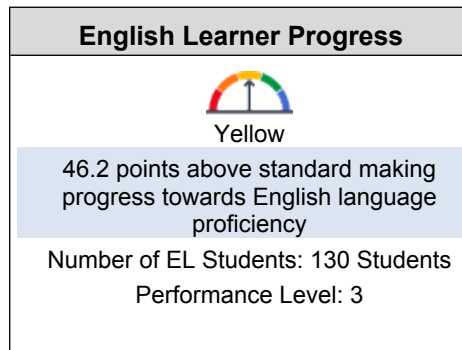 English Learner Progress
Yellow
46.2 points above standard making
progress towards English language
proficiency
Number of EL Students: 130 Students
Performance Level: 3